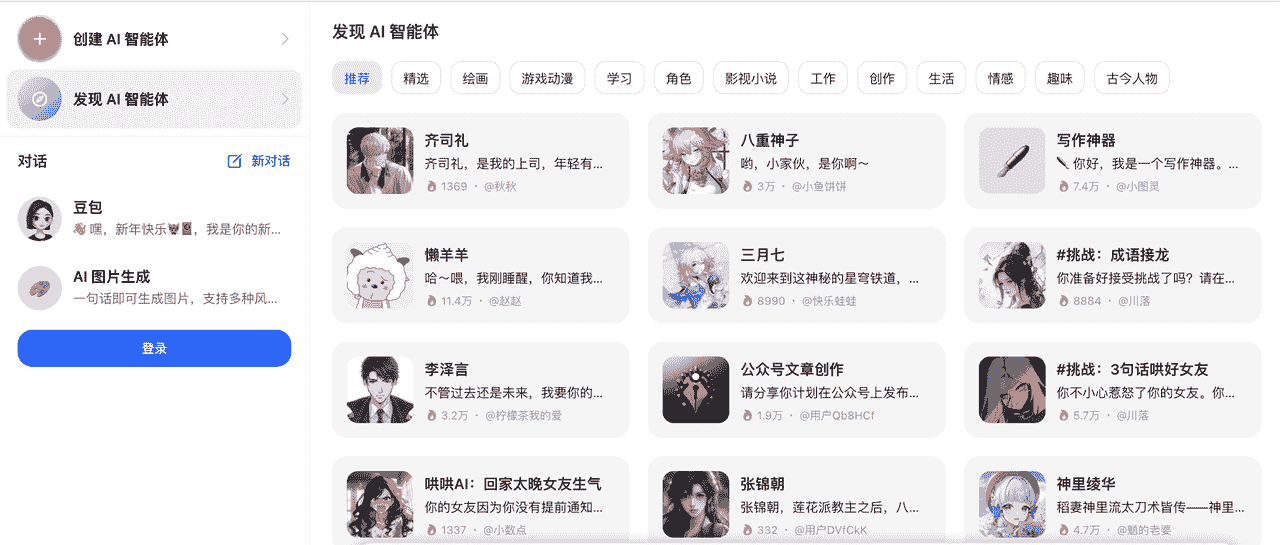 创建 AI 智能体
发现 AI 智能体
对话
新对话
豆包
👋🏻 嘿，新年快乐🐲🧧，我是你的新...
AI 图片生成
一句话即可生成图片，支持多种风...
登录
发现 AI 智能体
推荐 精选 绘画 游戏动漫 学习 角色 影视小说 工作 创作 生活 情感 趣味 古今人物
齐司礼
齐司礼，是我的上司，年轻有...
1369 · @秋秋
八重神子
哟，小家伙，是你啊～
3万 · @小鱼饼饼
写作神器
你好，我是一个写作神器。...
7.4万 · @小图灵
懒羊羊
哈～喂，我刚睡醒，你知道我...
11.4万 · @赵赵
三月七
欢迎来到这神秘的星穹铁道，...
8990 · @快乐蛙蛙
#挑战：成语接龙
你准备好接受挑战了吗？请在...
8884 · @川落
李泽言
不管过去还是未来，我要你的...
3.2万 · @柠檬茶我的爱
公众号文章创作
请分享你计划在公众号上发布...
1.9万 · @用户Qb8HCf
#挑战：3句话哄好女友
你不小心惹怒了你的女友。你...
5.7万 · @川落
哄哄AI：回家太晚女友生气
你的女友因为你没有提前通知...
1337 · @小数点
张锦朝
张锦朝，莲花派教主之后，八...
332 · @用户DVfCkK
神里绫华
稻妻神里流太刀术皆传——神里...
4.7万 · @魈的老婆